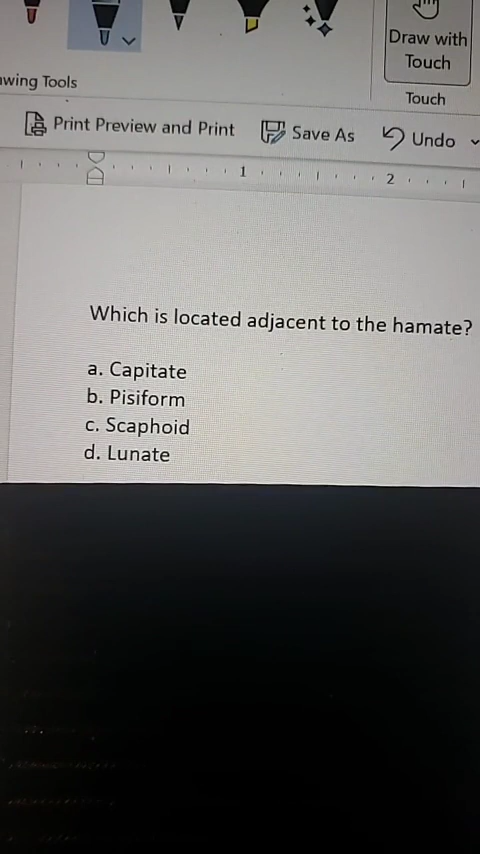 Draw with
Touch
awing Tools
Touch
Print Preview and Print
Save As
Undo
1
2
Which is located adjacent to the hamate?
a. Capitate
b. Pisiform
c. Scaphoid
d. Lunate